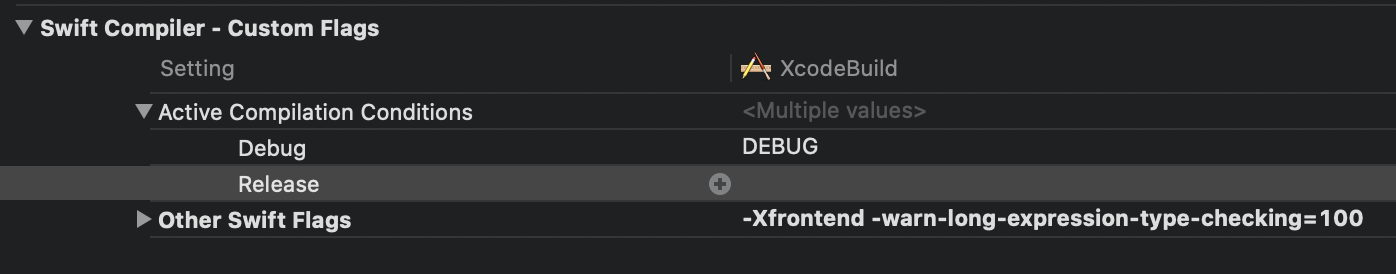 Swift Compiler - Custom Flags
Setting XcodeBuild
Active Compilation Conditions <Multiple values>
Debug DEBUG
Release
Other Swift Flags -Xfrontend -warn-long-expression-type-checking=100